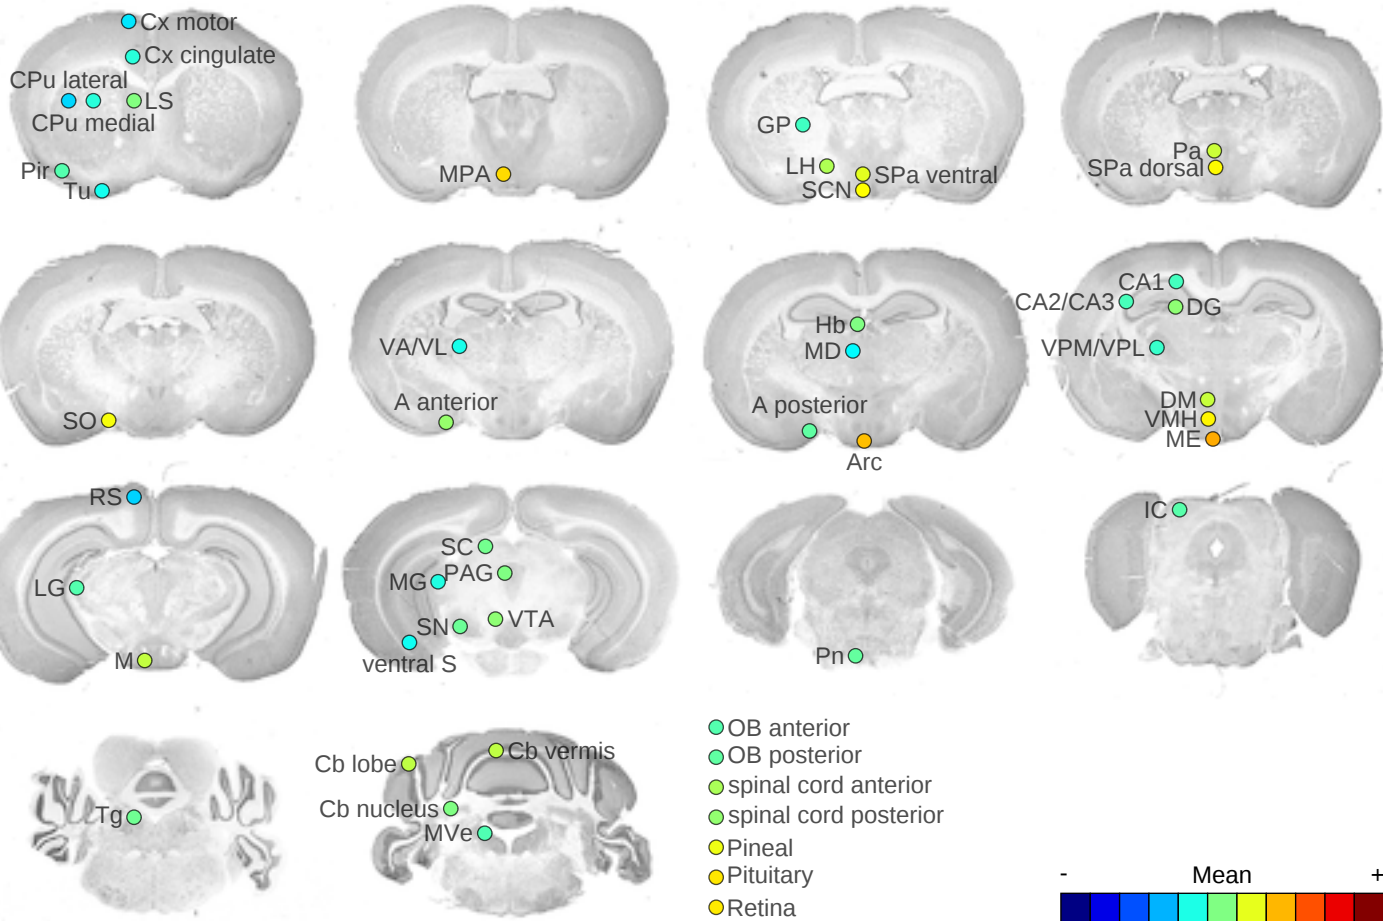 Cx motor
Cx cingulate
CPu lateral
LS
CPu medial
Pir
Tu
MPA
GP
LH
SPa ventral
SCN
Pa
SPa dorsal
SO
VA/VL
A anterior
Hb
MD
A posterior
Arc
CA1
CA2/CA3
DG
VPM/VPL
DM
VMH
ME
RS
LG
M
SC
MG
PAG
SN
VTA
ventral S
Pn
IC
Tg
Cb lobe
Cb vermis
Cb nucleus
MVe
OB anterior
OB posterior
spinal cord anterior
spinal cord posterior
Pineal
Pituitary
Retina
- Mean +